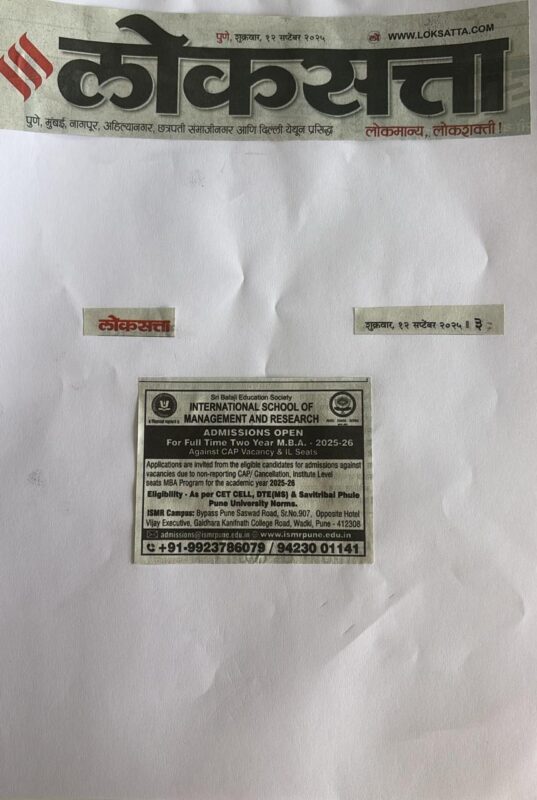 पुणे, शुक्रवार, १२ सप्टेंबर २०२५
WWW.LOKSATTA.COM
लोकसत्ता
पुणे, मुंबई, नागपूर, अहिल्यानगर, छत्रपती संभाजीनगर आणि दिल्ली येथून प्रसिद्ध
लोकमान्य, लोकशक्ती!
लोकसत्ता
शुक्रवार, १२ सप्टेंबर २०२५ ॥ ३
Sri Balaji Education Society
INTERNATIONAL SCHOOL OF
MANAGEMENT AND RESEARCH
ADMISSIONS OPEN
For Full Time Two Year M.B.A. - 2025-26
Against CAP Vacancy & IL Seats
Applications are invited from the eligible candidates for admissions against
vacancies due to non-reporting CAP/ Cancellation, Institute Level
seats MBA Program for the academic year 2025-26
Eligibility - As per CET CELL, DTE(MS) & Savitribai Phule
Pune University Norms.
ISMR Campus: Bypass Pune Saswad Road, Sr.No.907, Opposite Hotel
Vijay Executive, Gaidhara Kanifnath College Road, Wadki, Pune - 412308
admissions@ismrpune.edu.in www.ismrpune.edu.in
+91-9923786079 / 94230 01141